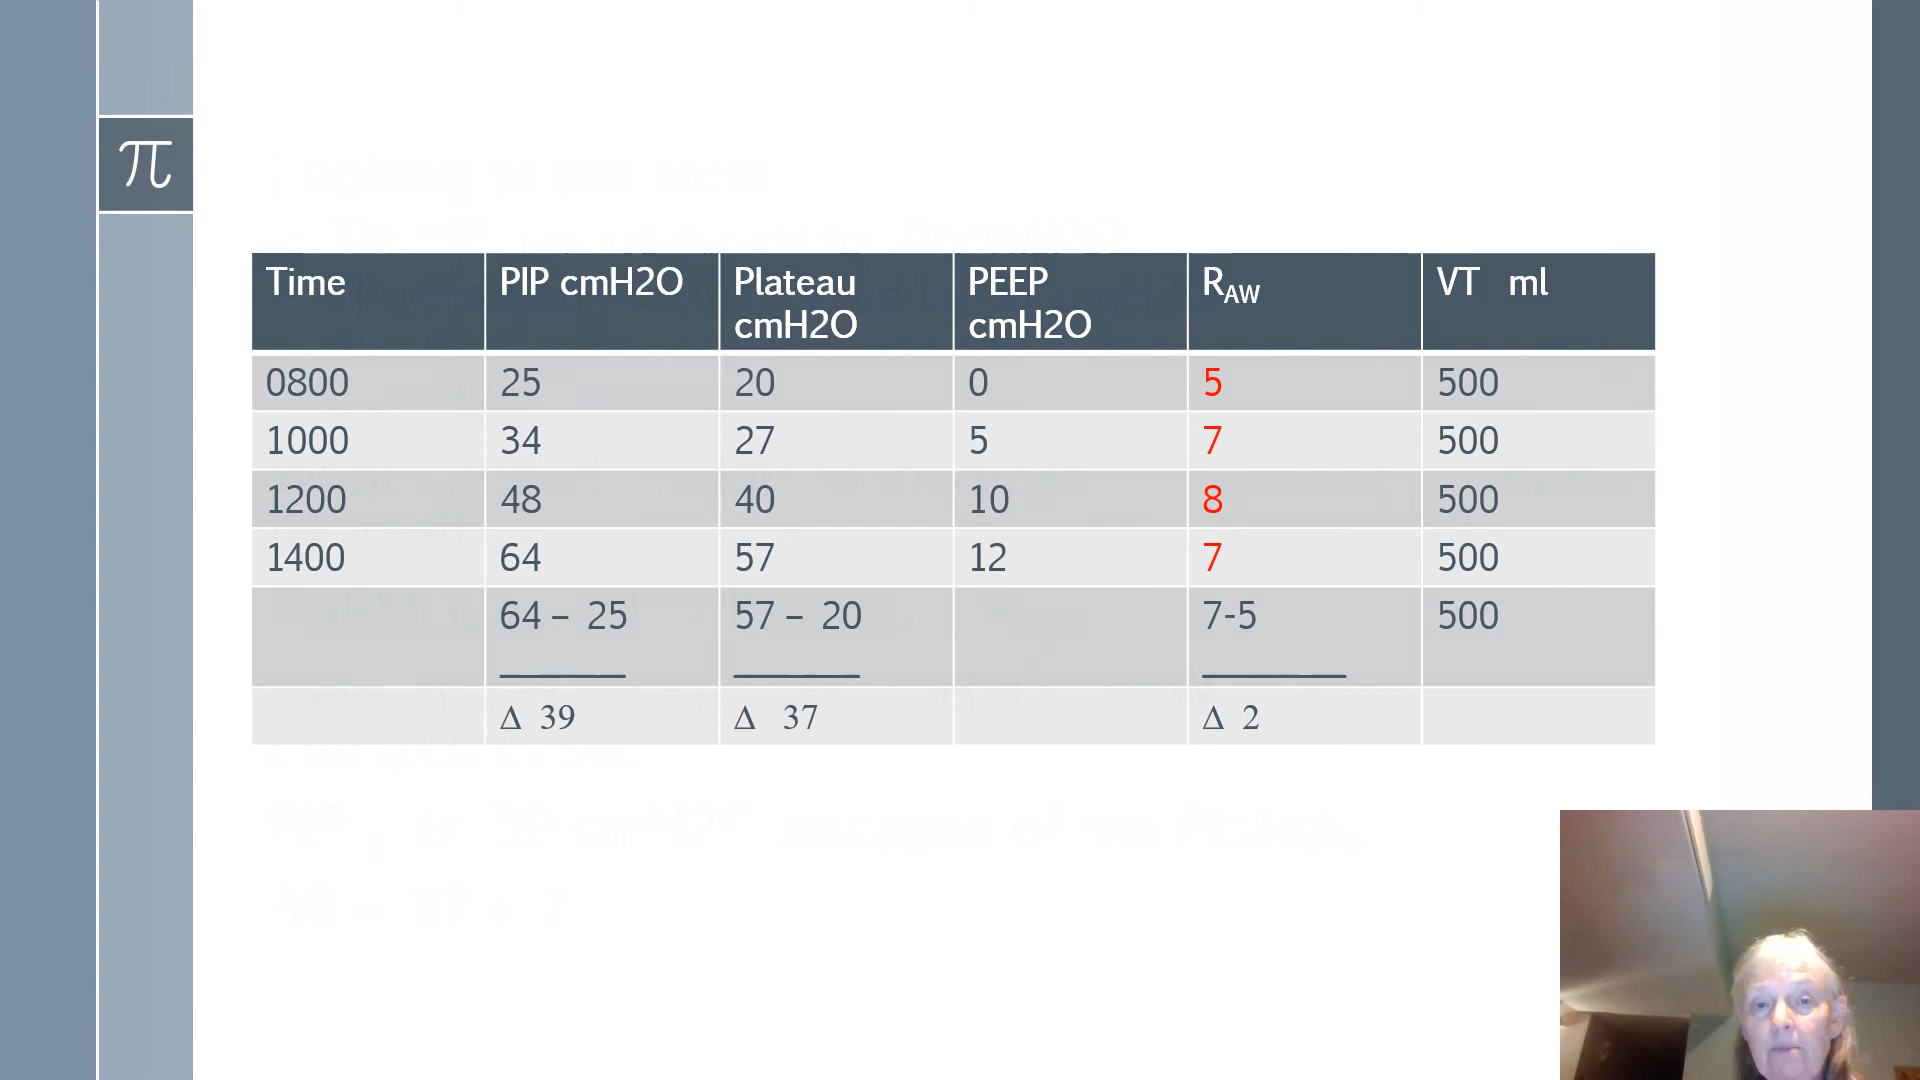 π
Time PIP cmH2O Plateau cmH2O PEEP cmH2O RAW VT ml
0800 25 20 0 5 500
1000 34 27 5 7 500
1200 48 40 10 8 500
1400 64 57 12 7 500
64 – 25 57 – 20 7-5 500
Δ 39 Δ 37 Δ 2